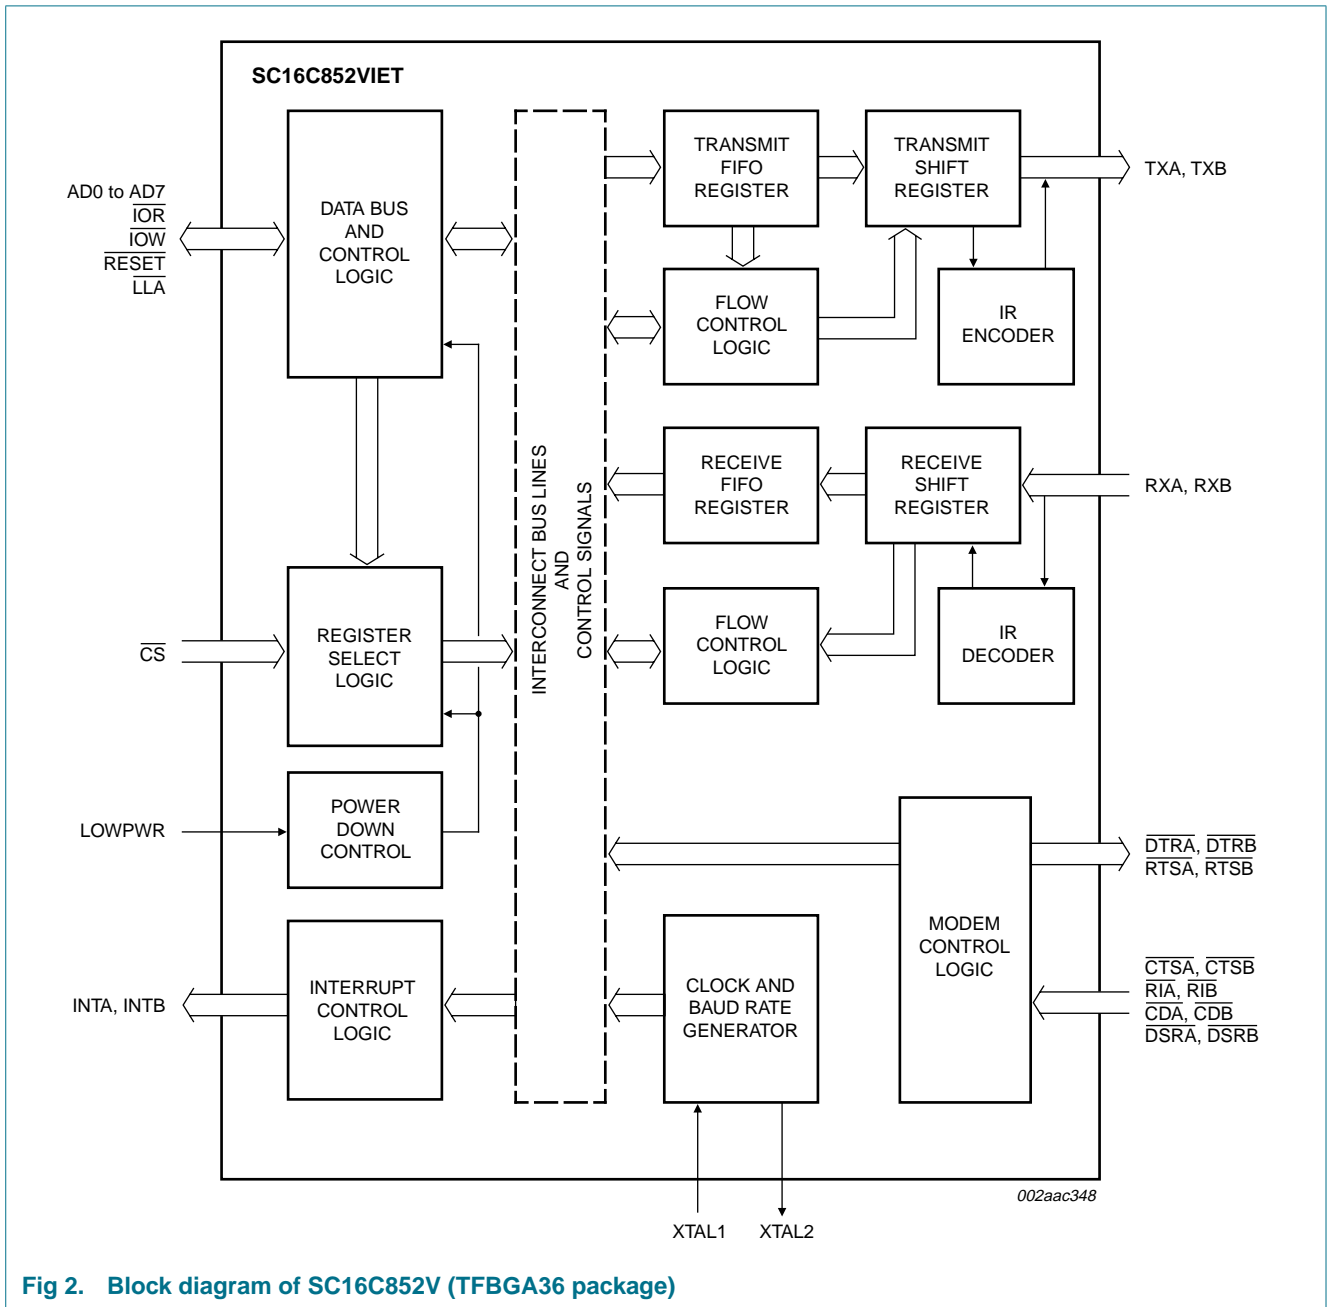 SC16C852VIET
AD0 to AD7
IOR
IOW
RESET
LLA
DATA BUS
AND
CONTROL
LOGIC
CS
REGISTER
SELECT
LOGIC
LOWPWR
POWER
DOWN
CONTROL
INTA, INTB
INTERRUPT
CONTROL
LOGIC
INTERCONNECT BUS LINES
AND
CONTROL SIGNALS
TRANSMIT
FIFO
REGISTER
TRANSMIT
SHIFT
REGISTER
TXA, TXB
FLOW
CONTROL
LOGIC
IR
ENCODER
RECEIVE
FIFO
REGISTER
RECEIVE
SHIFT
REGISTER
RXA, RXB
FLOW
CONTROL
LOGIC
IR
DECODER
MODEM
CONTROL
LOGIC
DTRA, DTRB
RTSA, RTSB
CTSA, CTSB
RIA, RIB
CDA, CDB
DSRA, DSRB
CLOCK AND
BAUD RATE
GENERATOR
XTAL1
XTAL2
002aac348
Fig 2. Block diagram of SC16C852V (TFBGA36 package)